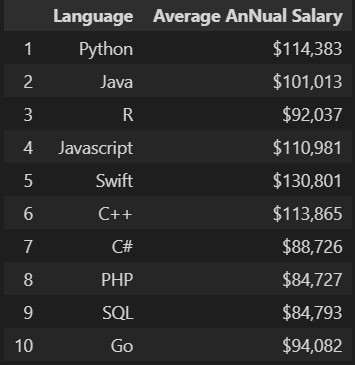 Language Average AnNual Salary
1 Python $114,383
2 Java $101,013
3 R $92,037
4 Javascript $110,981
5 Swift $130,801
6 C++ $113,865
7 C# $88,726
8 PHP $84,727
9 SQL $84,793
10 Go $94,082